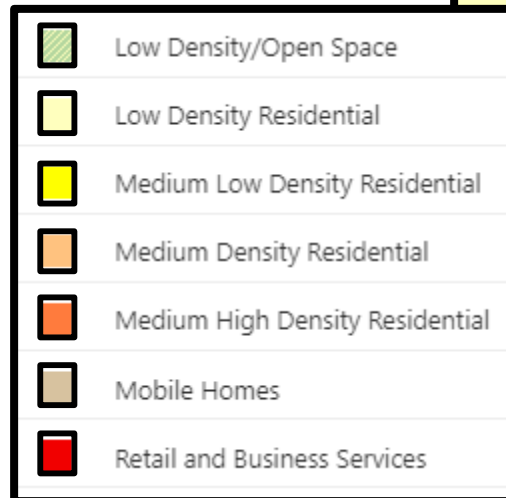 Low Density/Open Space
Low Density Residential
Medium Low Density Residential
Medium Density Residential
Medium High Density Residential
Mobile Homes
Retail and Business Services